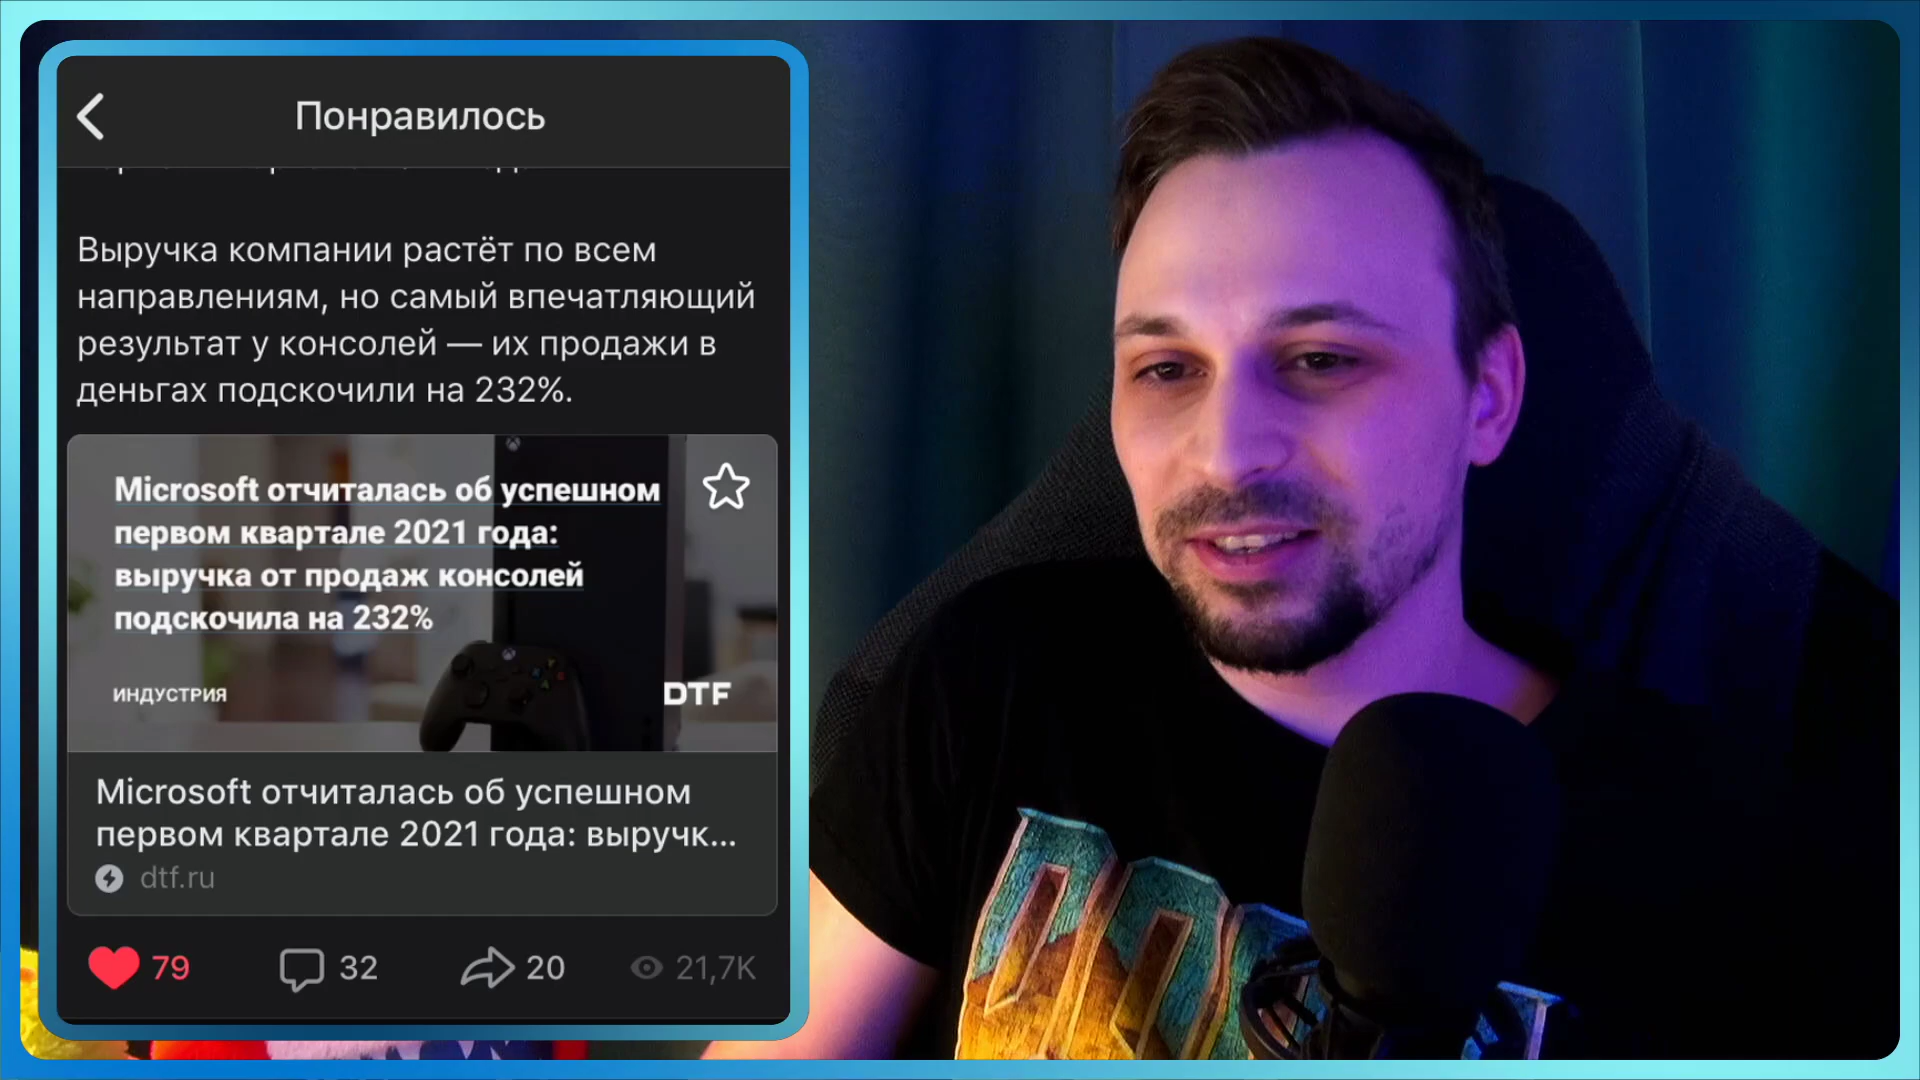 Понравилось
Выручка компании растёт по всем
направлениям, но самый впечатляющий
результат у консолей — их продажи в
деньгах подскочили на 232%.
Microsoft отчиталась об успешном
первом квартале 2021 года:
выручка от продаж консолей
подскочила на 232%
ИНДУСТРИЯ
DTF
Microsoft отчиталась об успешном
первом квартале 2021 года: выручк...
dtf.ru
79
32
20
21,7K